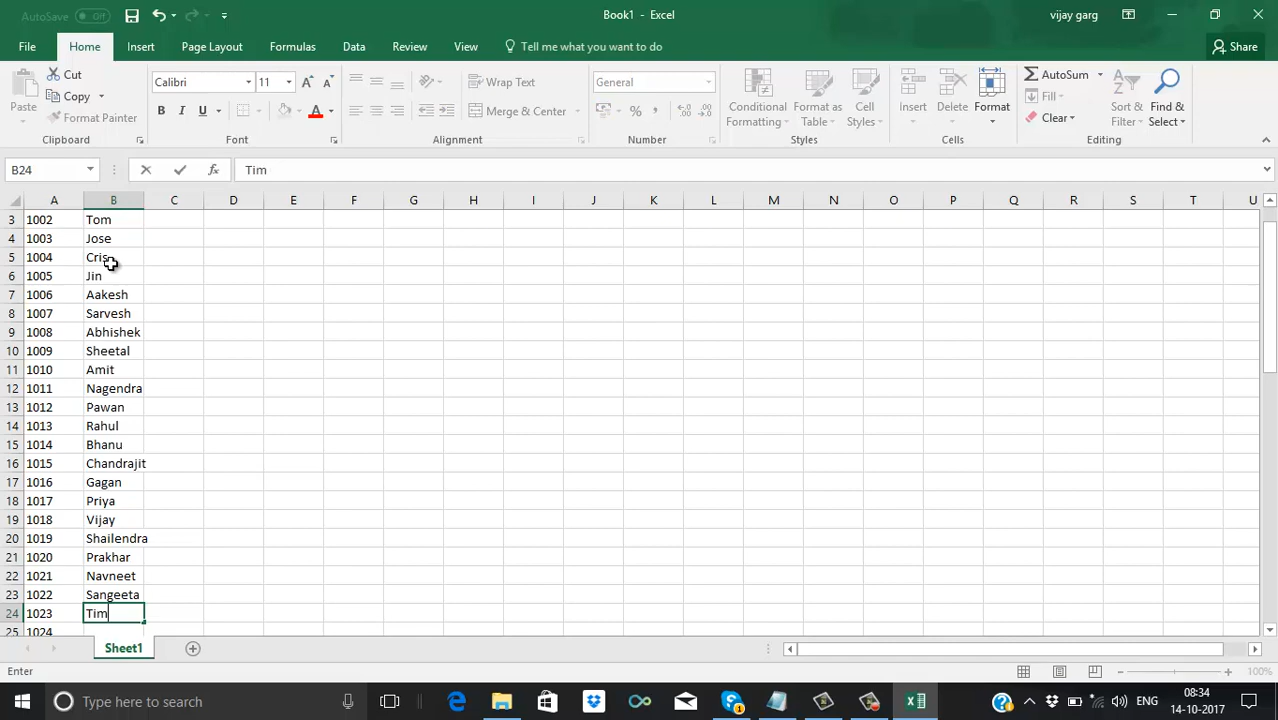 AutoSave Off Book1 - Excel vijay garg
File Home Insert Page Layout Formulas Data Review View Tell me what you want to do Share
Paste Cut Copy Format Painter Clipboard
Calibri 11 B I U A Font
Wrap Text Merge & Center Alignment
General % , Number
Conditional Formatting Format as Table Cell Styles Styles
Insert Delete Format Cells
AutoSum Fill Clear Sort & Filter Find & Select Editing
B24 fx Tim
A B C D E F G H I J K L M N O P Q R S T U
3 1002 Tom
4 1003 Jose
5 1004 Cris
6 1005 Jin
7 1006 Aakesh
8 1007 Sarvesh
9 1008 Abhishek
10 1009 Sheetal
11 1010 Amit
12 1011 Nagendra
13 1012 Pawan
14 1013 Rahul
15 1014 Bhanu
16 1015 Chandrajit
17 1016 Gagan
18 1017 Priya
19 1018 Vijay
20 1019 Shailendra
21 1020 Prakhar
22 1021 Navneet
23 1022 Sangeeta
24 1023 Tim
25 1024
Sheet1
Enter 100%
Type here to search ENG 08:34
14-10-2017